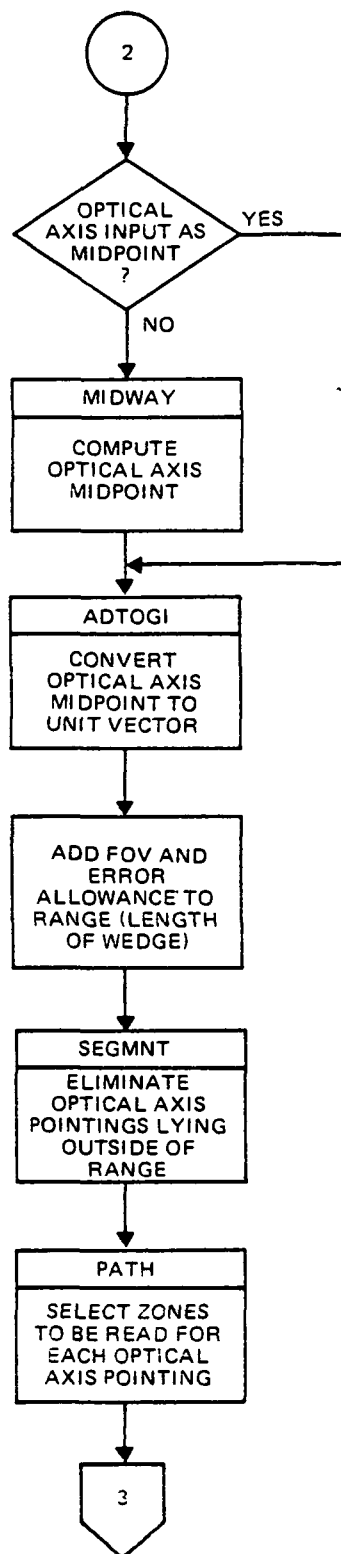 2
OPTICAL
AXIS INPUT AS
MIDPOINT
?
YES
NO
MIDWAY
COMPUTE
OPTICAL AXIS
MIDPOINT
ADTOGI
CONVERT
OPTICAL AXIS
MIDPOINT TO
UNIT VECTOR
ADD FOV AND
ERROR
ALLOWANCE TO
RANGE (LENGTH
OF WEDGE)
SEGMNT
ELIMINATE
OPTICAL AXIS
POINTINGS LYING
OUTSIDE OF
RANGE
PATH
SELECT ZONES
TO BE READ FOR
EACH OPTICAL
AXIS POINTING
3